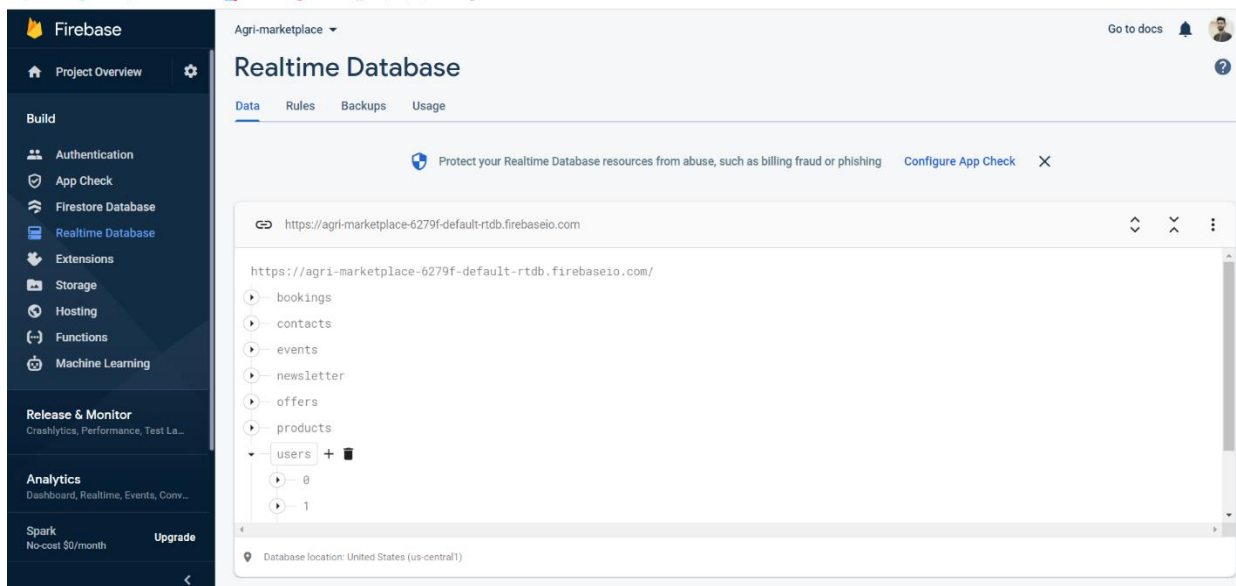 Firebase
Project Overview
Build
Authentication
App Check
Firestore Database
Realtime Database
Extensions
Storage
Hosting
Functions
Machine Learning
Release & Monitor
Crashlytics, Performance, Test La...
Analytics
Dashboard, Realtime, Events, Conv...
Spark
No-cost $0/month
Upgrade
Agri-marketplace
Go to docs
Realtime Database
Data Rules Backups Usage
Protect your Realtime Database resources from abuse, such as billing fraud or phishing Configure App Check
https://agri-marketplace-6279f-default-rtdb.firebaseio.com
https://agri-marketplace-6279f-default-rtdb.firebaseio.com/
bookings
contacts
events
newsletter
offers
products
users
0
1
Database location: United States (us-central1)